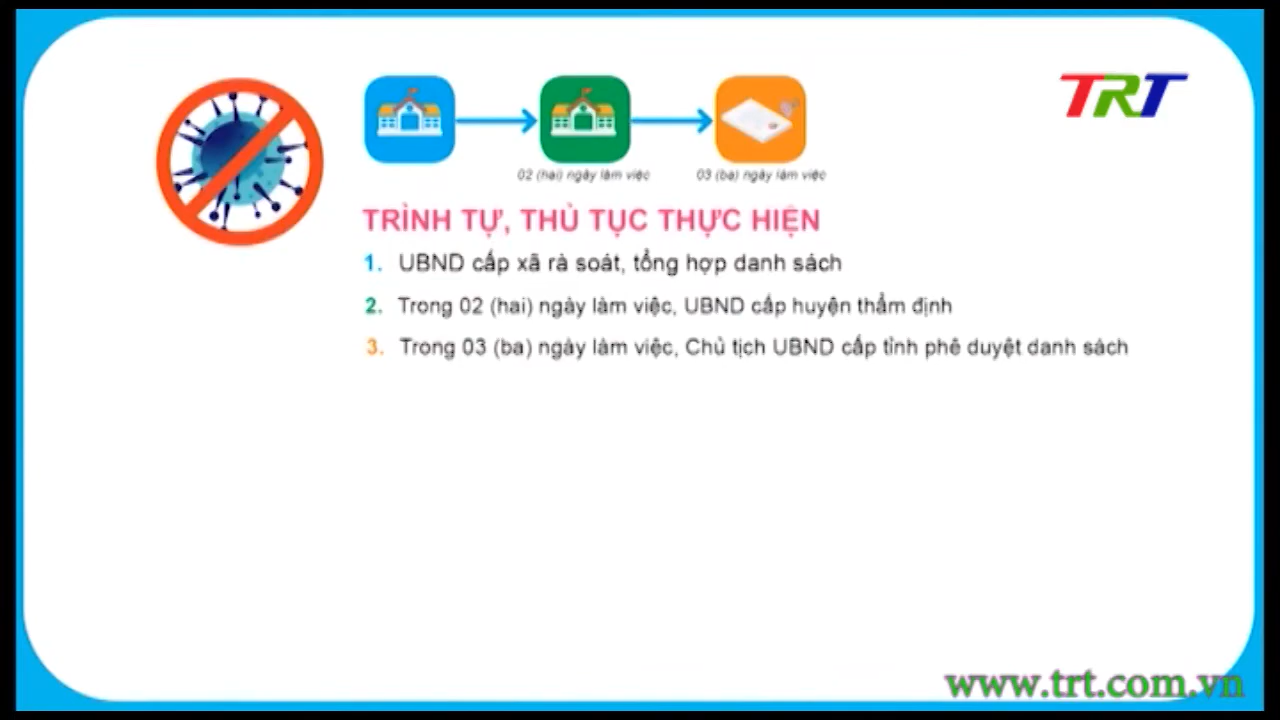 TRT
02 (hai) ngày làm việc
03 (ba) ngày làm việc
TRÌNH TỰ, THỦ TỤC THỰC HIỆN
1. UBND cấp xã rà soát, tổng hợp danh sách
2. Trong 02 (hai) ngày làm việc, UBND cấp huyện thẩm định
3. Trong 03 (ba) ngày làm việc, Chủ tịch UBND cấp tỉnh phê duyệt danh sách
www.trt.com.vn